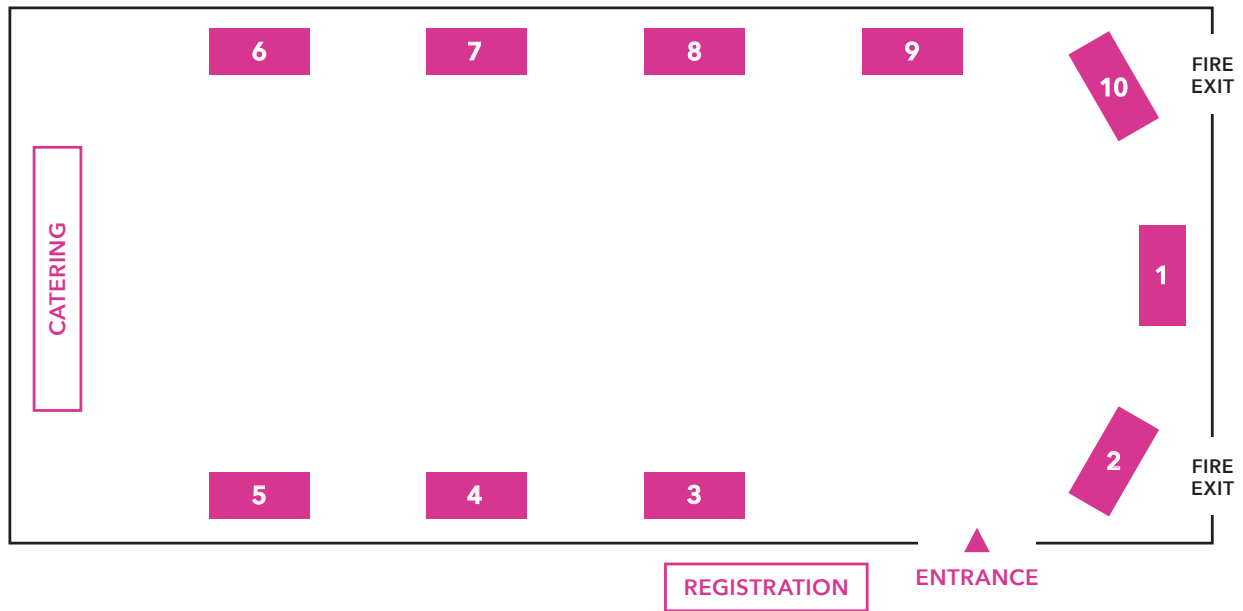 6
7
8
9
10
FIRE
EXIT
CATERING
1
5
4
3
2
FIRE
EXIT
REGISTRATION
ENTRANCE